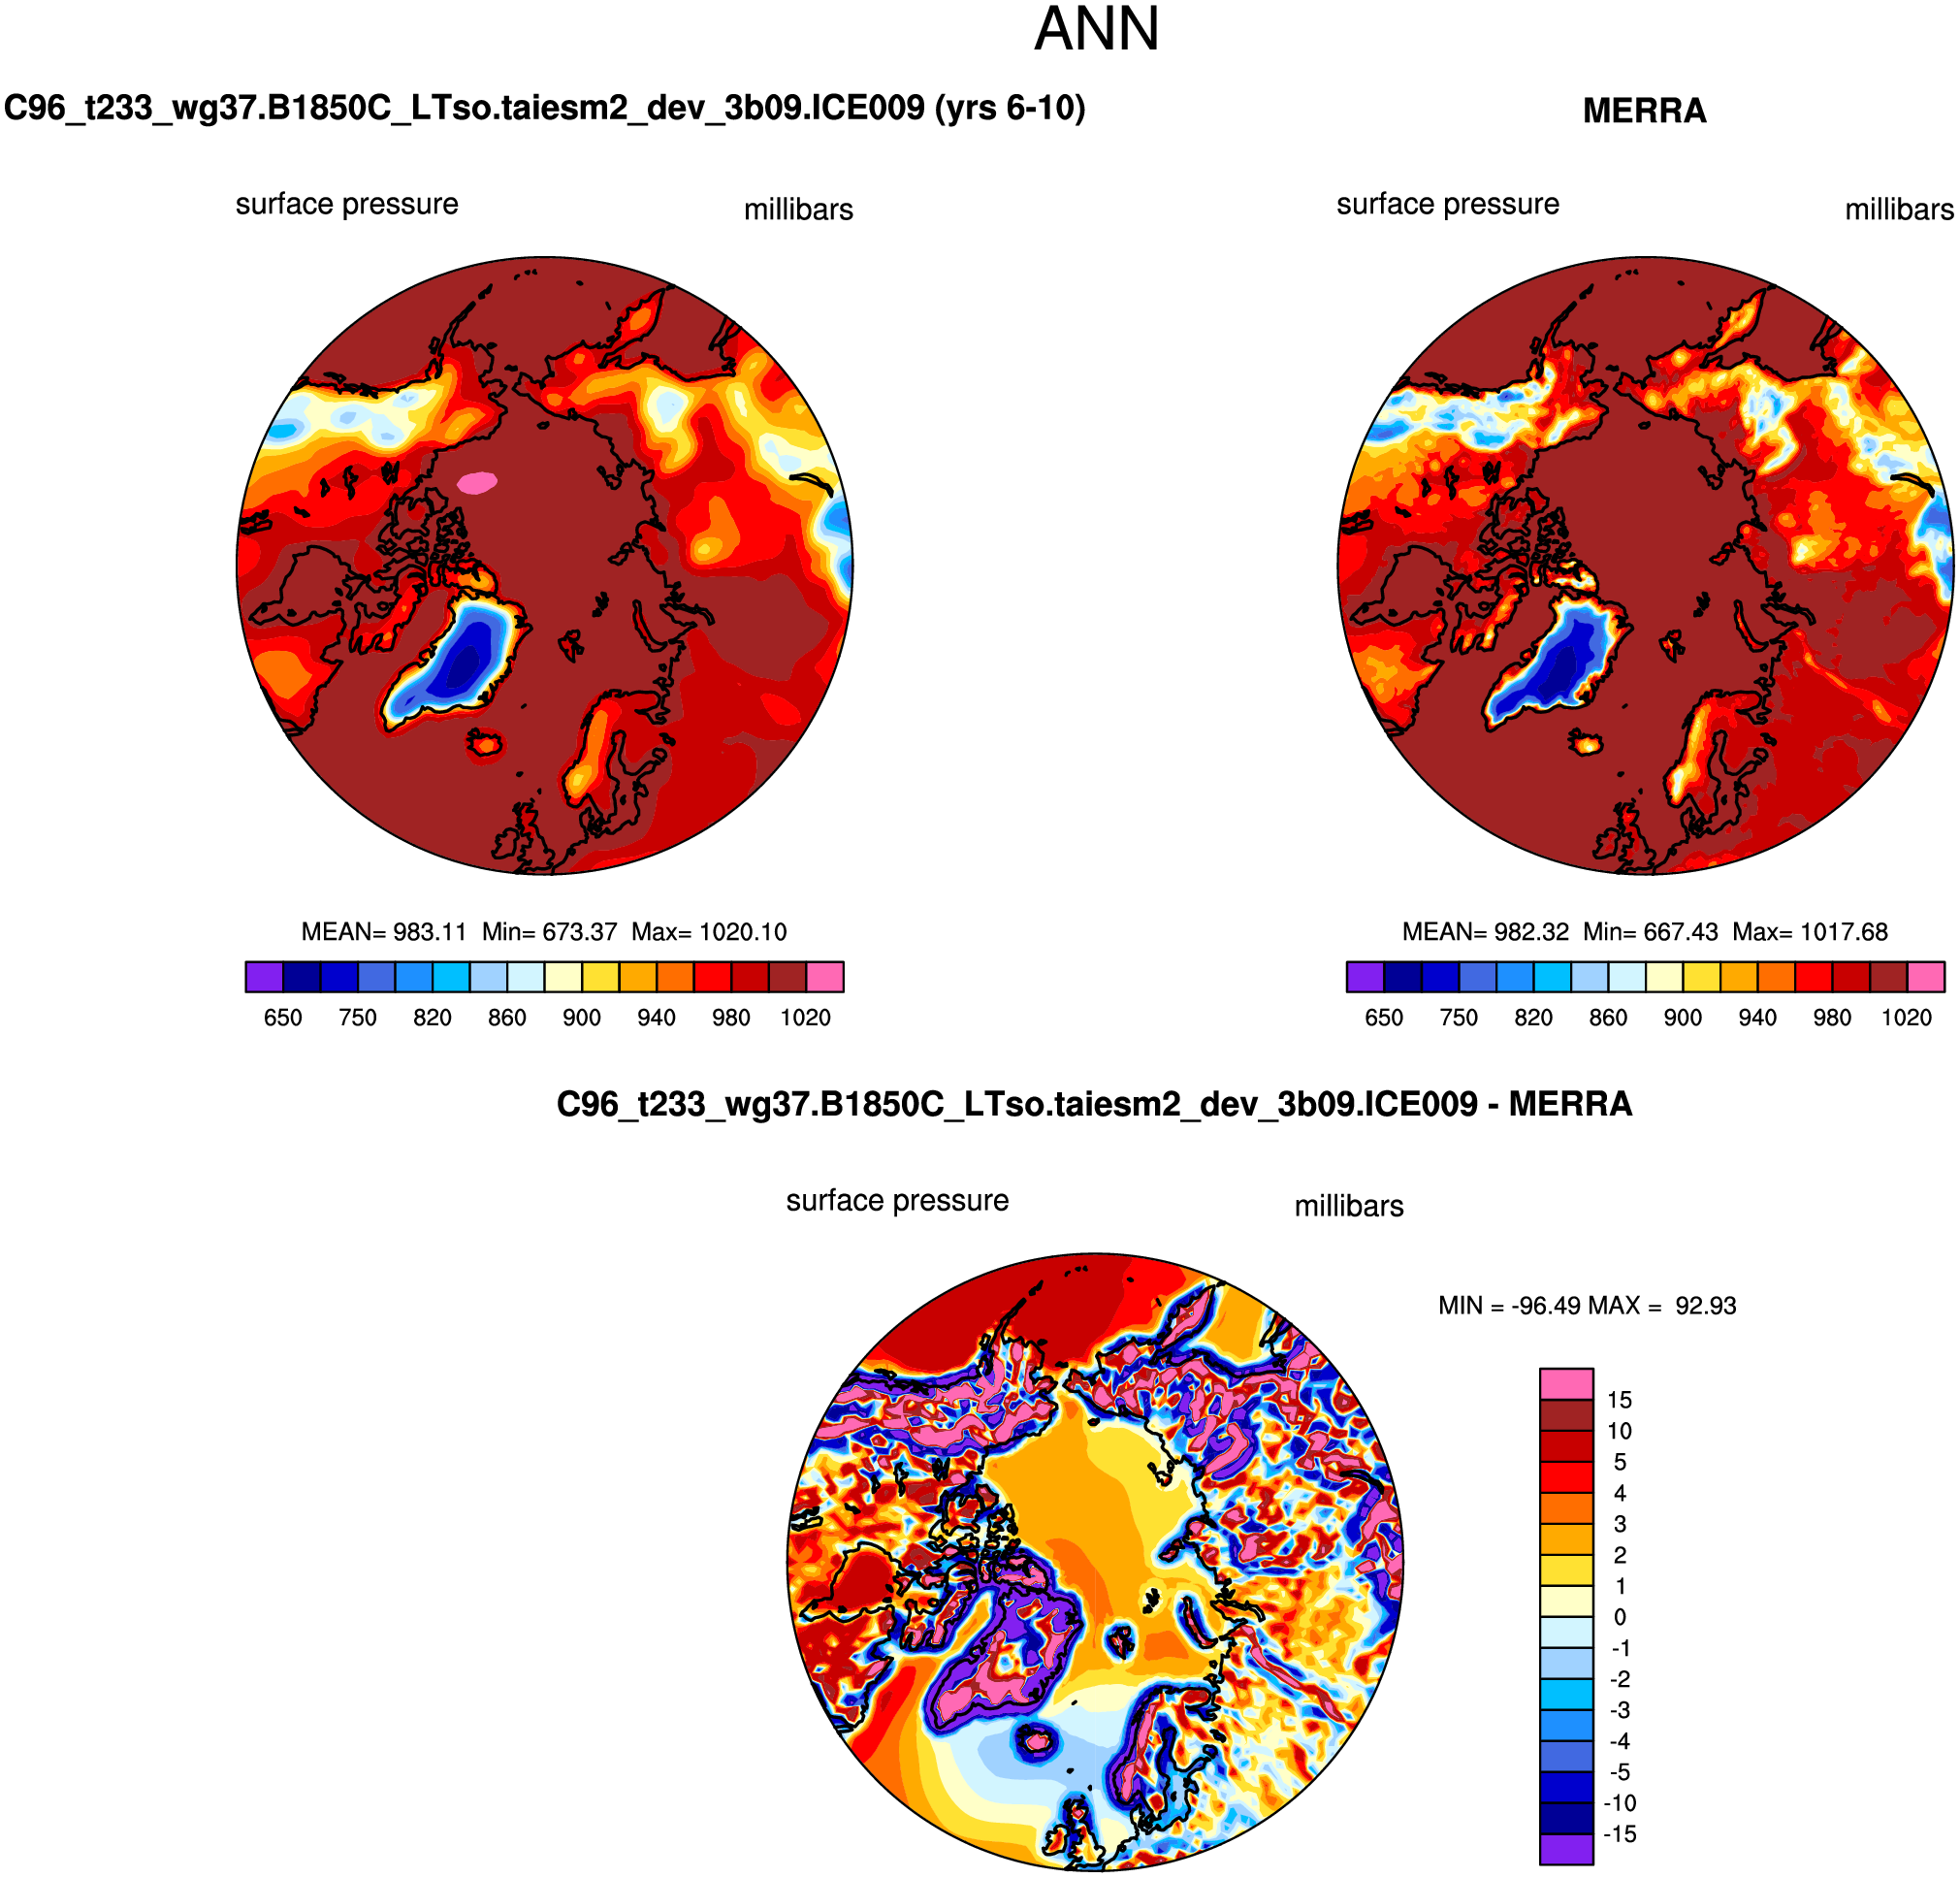 ANN
C96_t233_wg37.B1850C_LTso.taiesm2_dev_3b09.ICE009 (yrs 6-10)
MERRA
surface pressure millibars
surface pressure millibars
MEAN= 983.11 Min= 673.37 Max= 1020.10
MEAN= 982.32 Min= 667.43 Max= 1017.68
650 750 820 860 900 940 980 1020
650 750 820 860 900 940 980 1020
C96_t233_wg37.B1850C_LTso.taiesm2_dev_3b09.ICE009 - MERRA
surface pressure millibars
MIN = -96.49 MAX = 92.93
15
10
5
4
3
2
1
0
-1
-2
-3
-4
-5
-10
-15